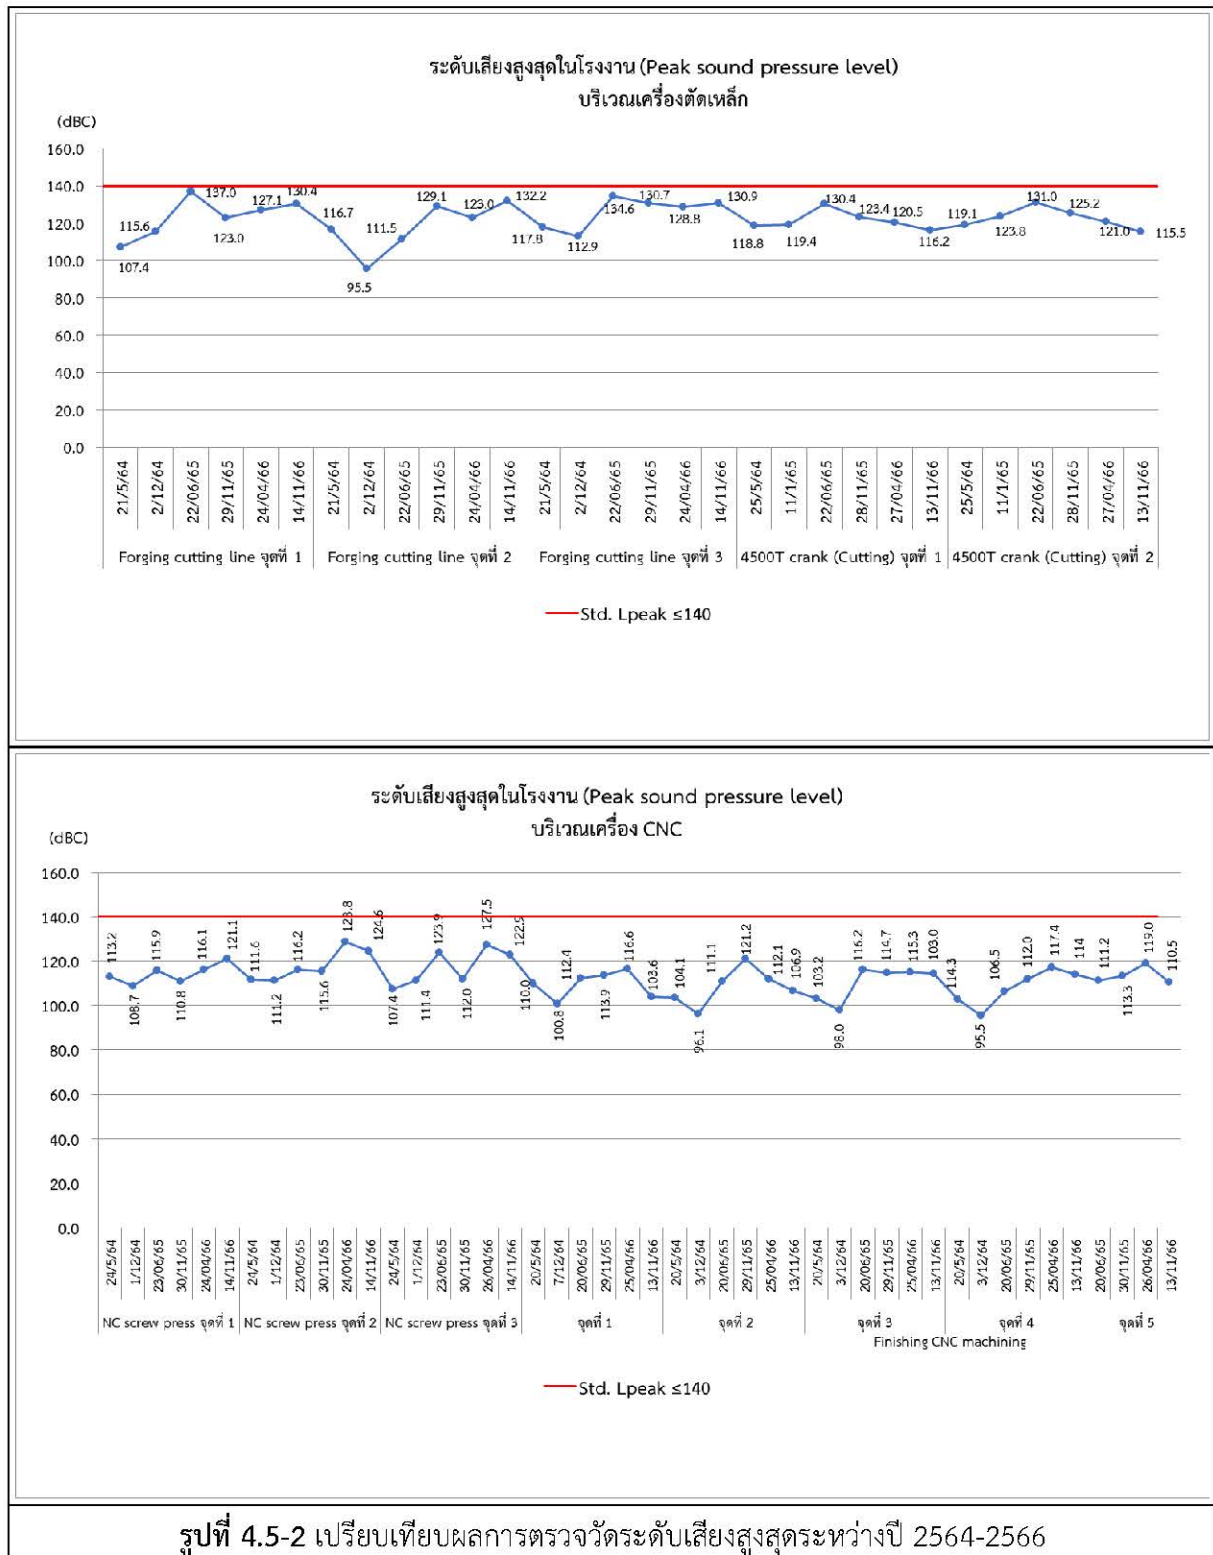 ระดับเสียงสูงสุดในโรงงาน (Peak sound pressure level)
บริเวณเครื่องตัดเหล็ก
(dBC)
160.0
140.0
120.0
100.0
80.0
60.0
40.0
20.0
0.0
107.4 115.6 137.0 123.0 127.1 130.4 116.7 95.5 111.5 129.1 123.0 132.2 117.8 112.9 134.6 130.7 128.8 130.9 118.8 119.4 130.4 123.4 120.5 116.2 119.1 123.8 131.0 125.2 121.0 115.5
21/5/64 2/12/64 22/06/65 29/11/65 24/04/66 14/11/66 21/5/64 2/12/64 22/06/65 29/11/65 24/04/66 14/11/66 21/5/64 2/12/64 22/06/65 29/11/65 24/04/66 14/11/66 25/5/64 11/1/65 22/06/65 28/11/65 27/04/66 13/11/66 25/5/64 11/1/65 22/06/65 28/11/65 27/04/66 13/11/66
Forging cutting line จุดที่ 1 Forging cutting line จุดที่ 2 Forging cutting line จุดที่ 3 4500T crank (Cutting) จุดที่ 1 4500T crank (Cutting) จุดที่ 2
Std. Lpeak ≤140
ระดับเสียงสูงสุดในโรงงาน (Peak sound pressure level)
บริเวณเครื่อง CNC
(dBC)
160.0
140.0
120.0
100.0
80.0
60.0
40.0
20.0
0.0
113.2 108.7 115.9 110.8 116.1 121.1 111.6 111.2 116.2 115.6 128.8 124.6 107.4 111.4 123.9 112.0 127.5 122.9 110.0 100.8 112.4 113.9 116.6 103.6 104.1 96.1 111.1 121.2 112.1 106.9 103.2 98.0 116.2 114.7 115.3 103.0 114.3 95.5 106.5 112.0 117.4 114 111.2 113.3 119.0 110.5
24/5/64 1/12/64 23/06/65 30/11/65 24/04/66 14/11/66 24/5/64 1/12/64 23/06/65 30/11/65 24/04/66 14/11/66 24/5/64 1/12/64 23/06/65 30/11/65 26/04/66 14/11/66 20/5/64 7/12/64 20/06/65 29/11/65 25/04/66 13/11/66 20/5/64 3/12/64 20/06/65 29/11/65 25/04/66 13/11/66 20/5/64 3/12/64 20/06/65 29/11/65 25/04/66 13/11/66 20/5/64 3/12/64 20/06/65 29/11/65 25/04/66 13/11/66 20/06/65 30/11/65 26/04/66 13/11/66
NC screw press จุดที่ 1 NC screw press จุดที่ 2 NC screw press จุดที่ 3 จุดที่ 1 จุดที่ 2 จุดที่ 3 จุดที่ 4 จุดที่ 5
Finishing CNC machining
Std. Lpeak ≤140
รูปที่ 4.5-2 เปรียบเทียบผลการตรวจวัดระดับเสียงสูงสุดระหว่างปี 2564-2566